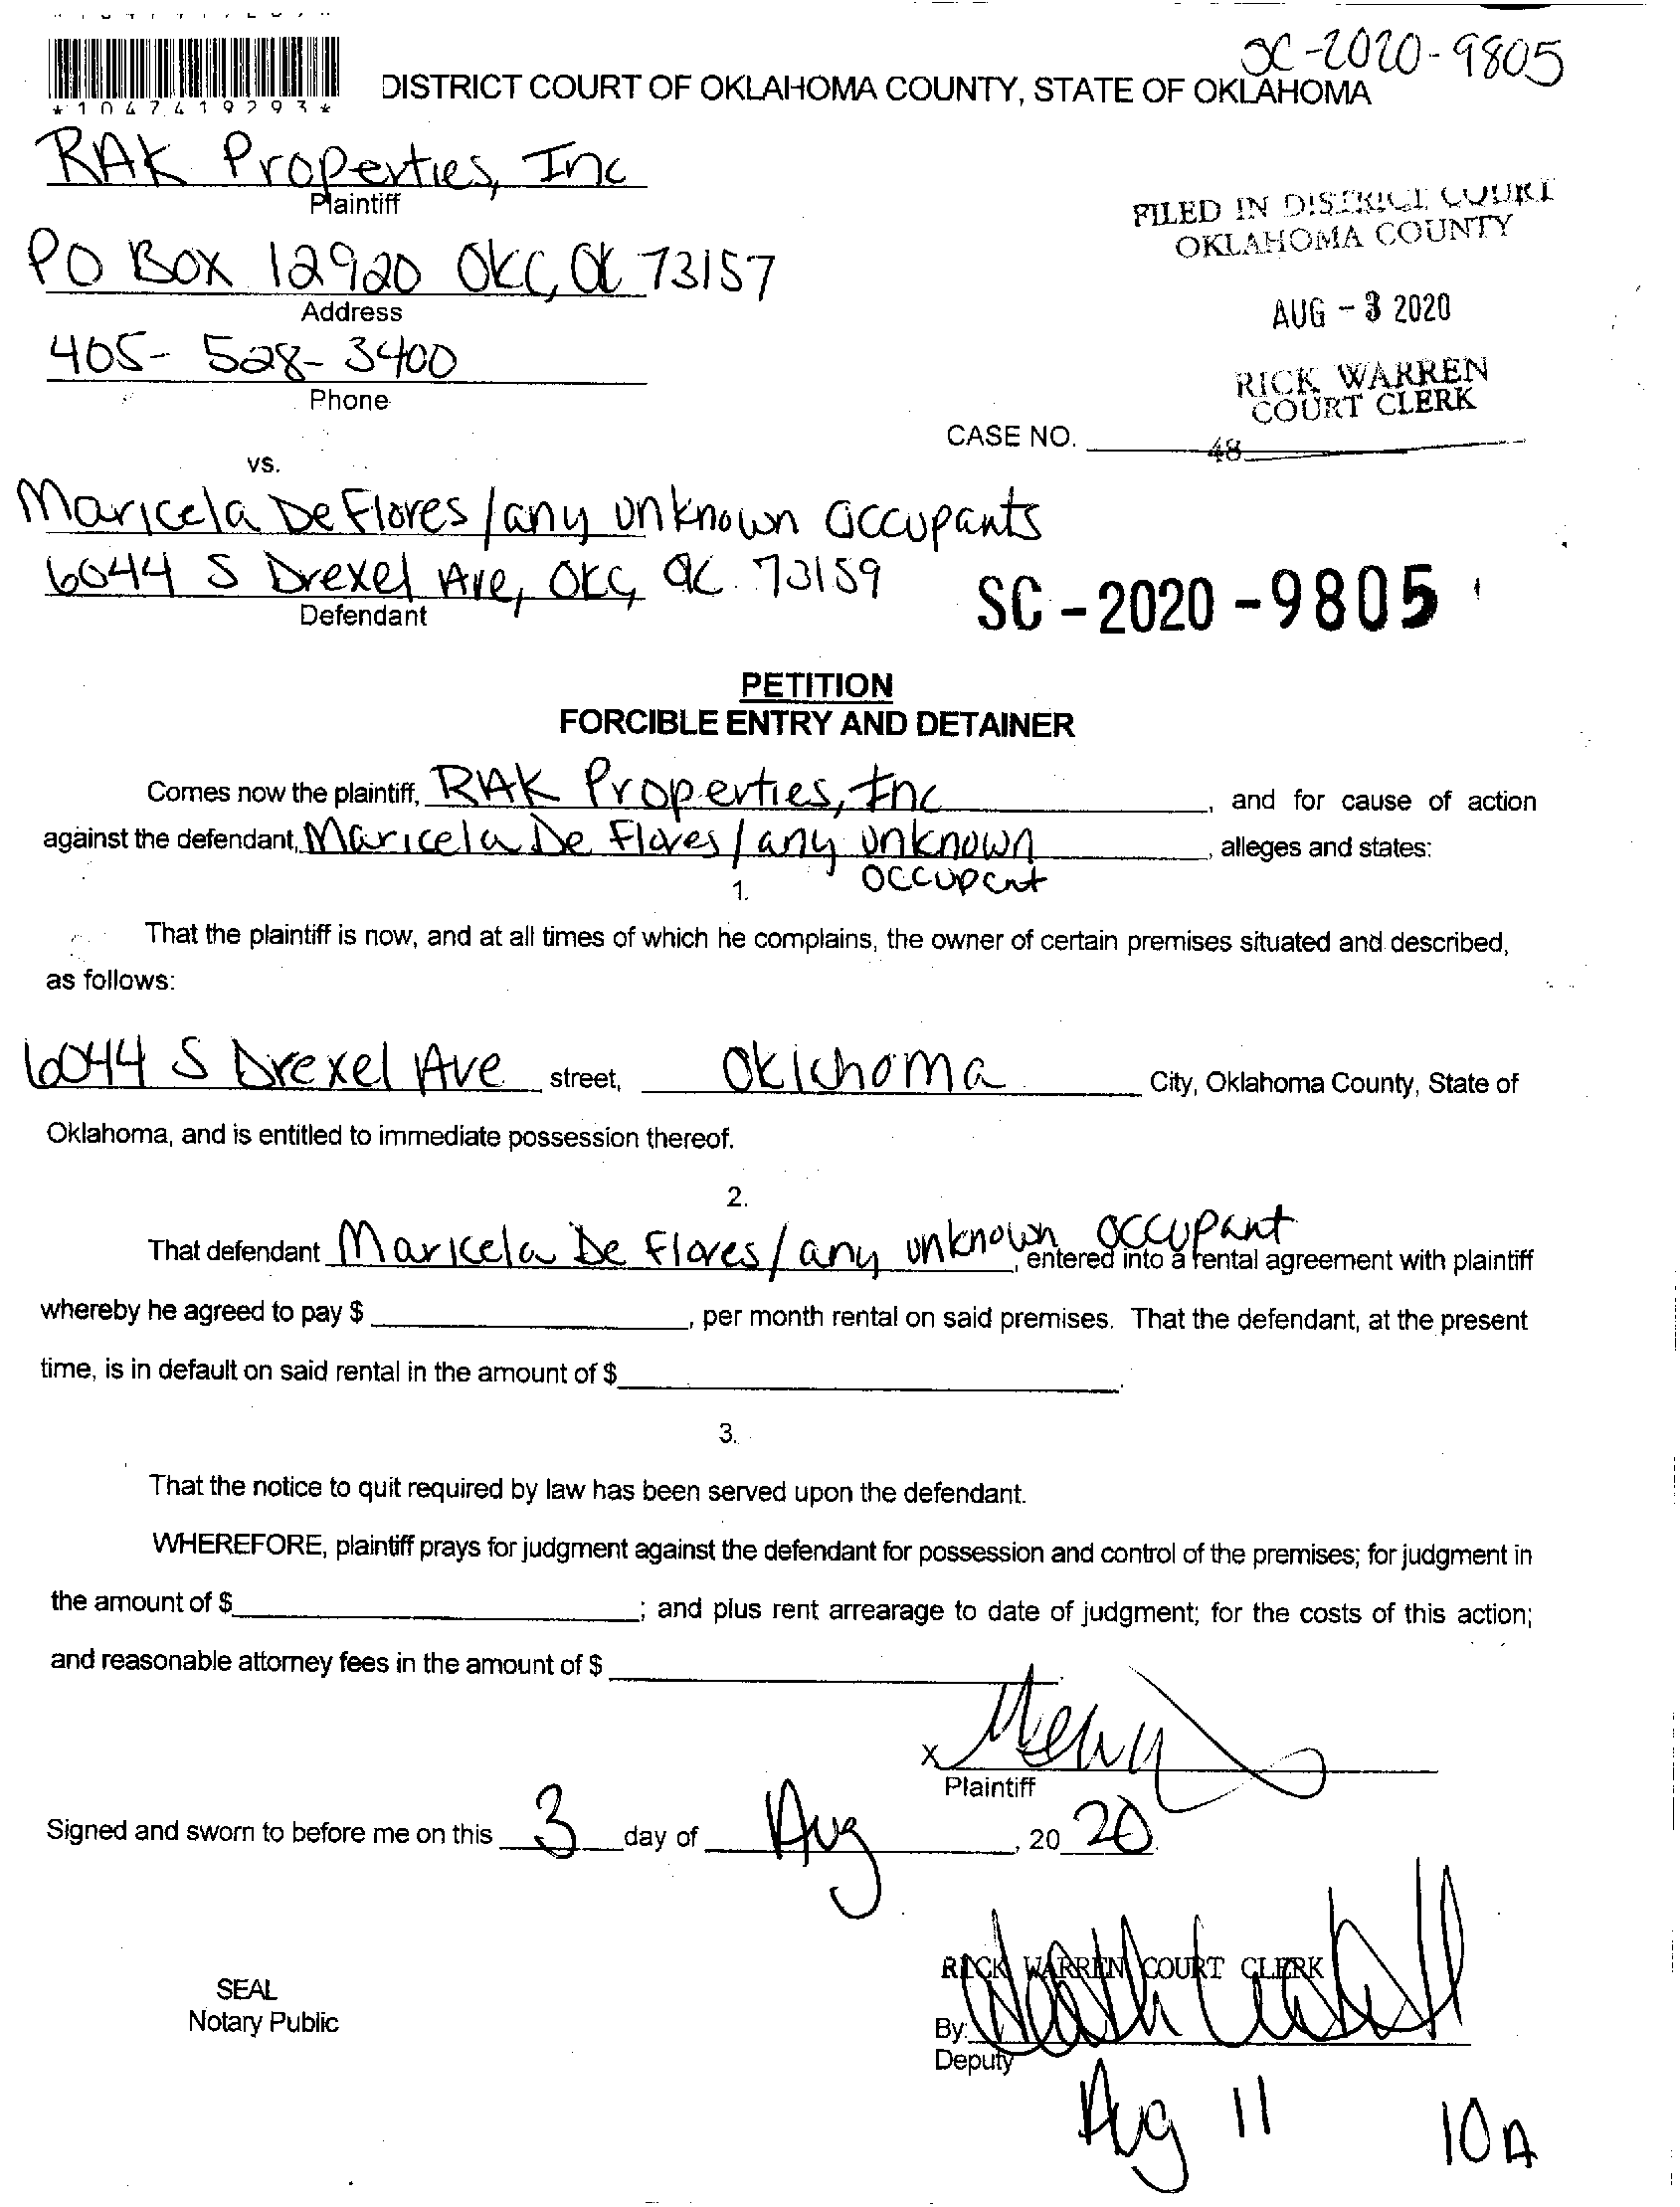 SC-2020-9805
*1047419293*
DISTRICT COURT OF OKLAHOMA COUNTY, STATE OF OKLAHOMA
RAK Properties, Inc
Plaintiff
FILED IN DISTRICT COURT
OKLAHOMA COUNTY
PO Box 12920 OKC, OK 73157
Address
AUG - 3 2020
405-528-3400
Phone
RICK WARREN
COURT CLERK
CASE NO.
48
vs.
Maricela De Flores / any unknown occupants
6044 S Drexel Ave, OKC, OK 73159
Defendant
SC-2020-9805
PETITION
FORCIBLE ENTRY AND DETAINER
Comes now the plaintiff, RAK Properties, Inc, and for cause of action
against the defendant, Maricela De Flores / any unknown, alleges and states:
occupant
1.
That the plaintiff is now, and at all times of which he complains, the owner of certain premises situated and described,
as follows:
6044 S Drexel Ave street, Oklahoma City, Oklahoma County, State of
Oklahoma, and is entitled to immediate possession thereof.
2.
That defendant Maricela De Flores / any unknown occupant, entered into a rental agreement with plaintiff
whereby he agreed to pay $, per month rental on said premises. That the defendant, at the present
time, is in default on said rental in the amount of $.
3.
That the notice to quit required by law has been served upon the defendant.
WHEREFORE, plaintiff prays for judgment against the defendant for possession and control of the premises; for judgment in
the amount of $; and plus rent arrearage to date of judgment; for the costs of this action;
and reasonable attorney fees in the amount of $.
x
Plaintiff
Signed and sworn to before me on this 3 day of Aug, 2020.
RICK WARREN COURT CLERK
SEAL
Notary Public
By:
Deputy
Aug 11 10A